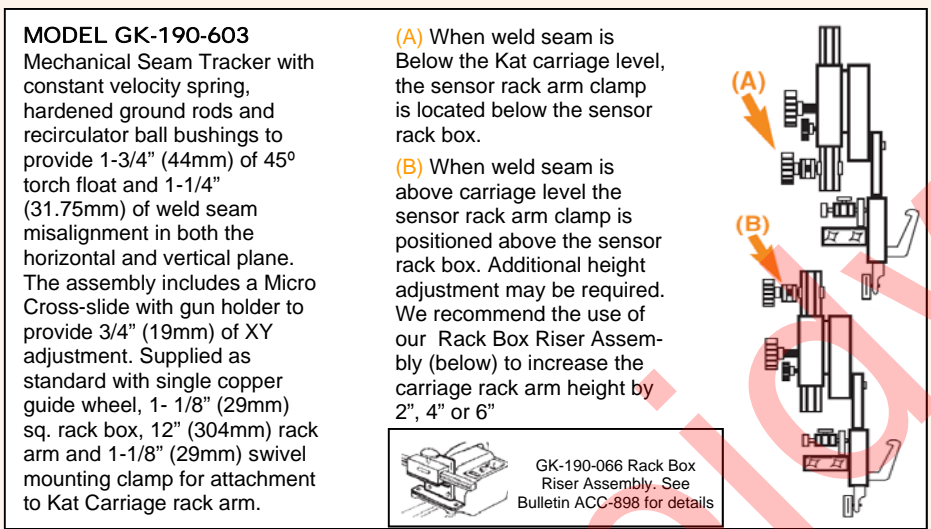 MODEL GK-190-603
Mechanical Seam Tracker with
constant velocity spring,
hardened ground rods and
recirculator ball bushings to
provide 1-3/4” (44mm) of 45º
torch float and 1-1/4”
(31.75mm) of weld seam
misalignment in both the
horizontal and vertical plane.
The assembly includes a Micro
Cross-slide with gun holder to
provide 3/4” (19mm) of XY
adjustment. Supplied as
standard with single copper
guide wheel, 1- 1/8” (29mm)
sq. rack box, 12” (304mm) rack
arm and 1-1/8” (29mm) swivel
mounting clamp for attachment
to Kat Carriage rack arm.
(A) When weld seam is
Below the Kat carriage level,
the sensor rack arm clamp
is located below the sensor
rack box.
(B) When weld seam is
above carriage level the
sensor rack arm clamp is
positioned above the sensor
rack box. Additional height
adjustment may be required.
We recommend the use of
our Rack Box Riser Assem-
bly (below) to increase the
carriage rack arm height by
2”, 4” or 6”
GK-190-066 Rack Box
Riser Assembly. See
Bulletin ACC-898 for details
(A)
(B)